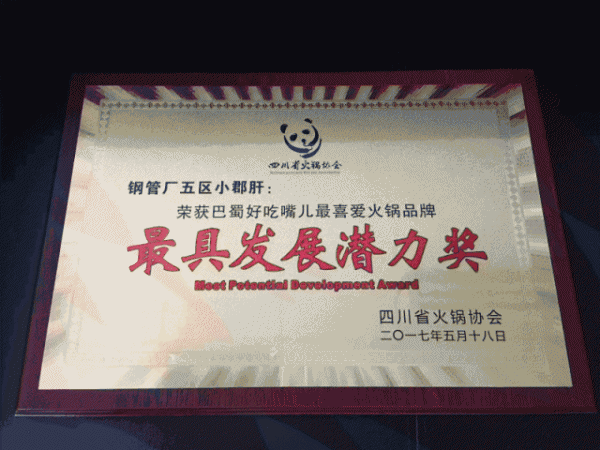 四川省火锅协会
钢管厂五区小郡肝：
荣获巴蜀好吃嘴儿最喜爱火锅品牌
最具发展潜力奖
Most Potential Development Award
四川省火锅协会
二〇一七年五月十八日